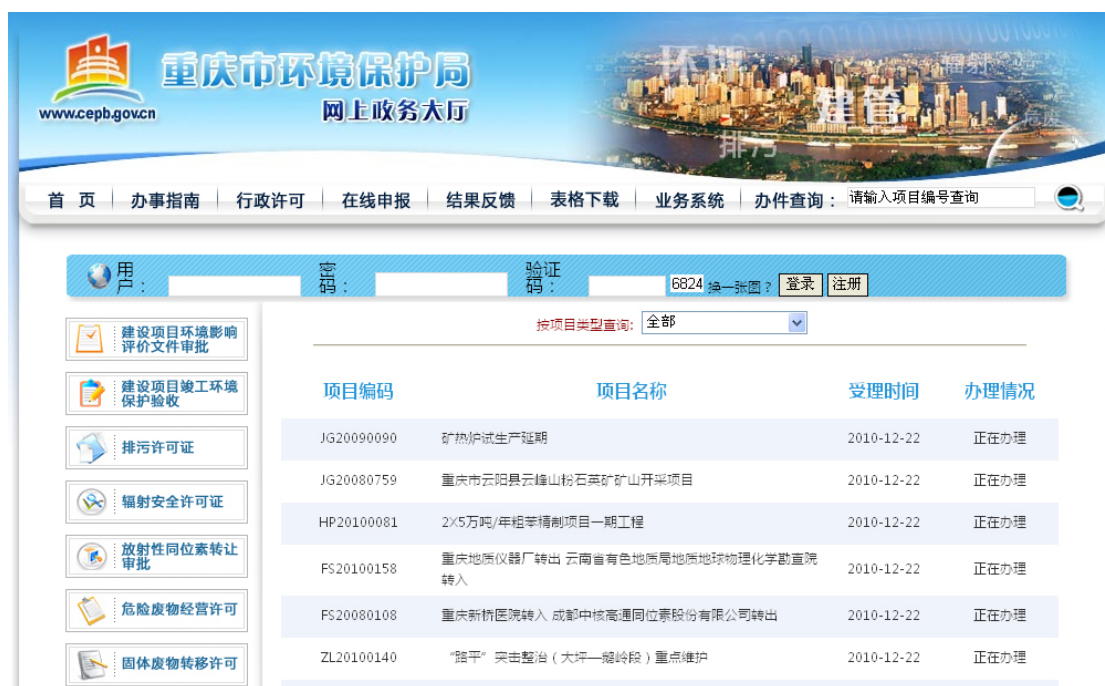 重庆市环境保护局
网上政务大厅
www.cepb.gov.cn
环评
辐射
建管
危废
排污
首 页 办事指南 行政许可 在线申报 结果反馈 表格下载 业务系统 办件查询： 请输入项目编号查询
用户： 密码： 验证码： 6824 换一张图？ 登录 注册
按项目类型查询: 全部
建设项目环境影响
评价文件审批
建设项目竣工环境
保护验收
排污许可证
辐射安全许可证
放射性同位素转让
审批
危险废物经营许可
固体废物转移许可
项目编码 项目名称 受理时间 办理情况
JG20090090 矿热炉试生产延期 2010-12-22 正在办理
JG20080759 重庆市云阳县云峰山粉石英矿矿山开采项目 2010-12-22 正在办理
HP20100081 2X5万吨/年粗苯精制项目一期工程 2010-12-22 正在办理
FS20100158 重庆地质仪器厂转出 云南省有色地质局地质地球物理化学勘查院
转入 2010-12-22 正在办理
FS20080108 重庆新桥医院转入 成都中核高通同位素股份有限公司转出 2010-12-22 正在办理
ZL20100140 “路平”突击整治（大坪—鹅岭段）重点维护 2010-12-22 正在办理